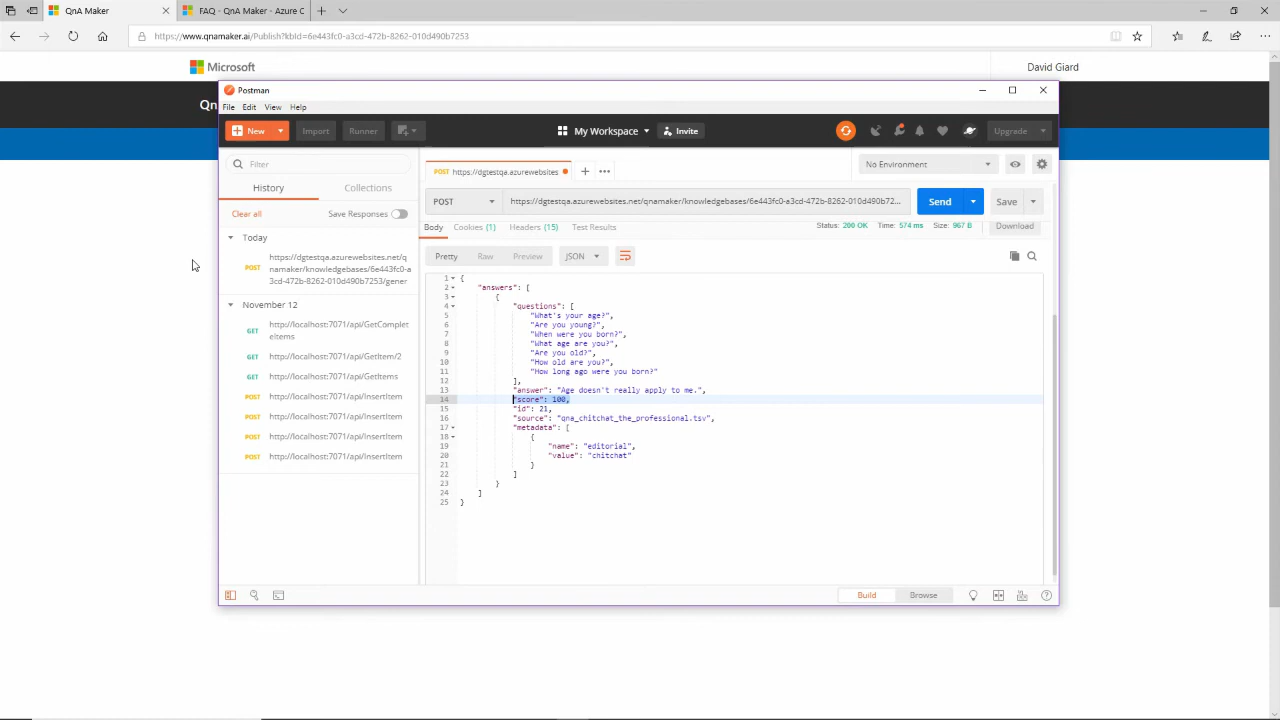 QnA Maker
FAQ - QnA Maker - Azure C
https://www.qnamaker.ai/Publish?kbId=6e443fc0-a3cd-472b-8262-010d490b7253
Microsoft
David Giard
Qn
Postman
File Edit View Help
New
Import
Runner
My Workspace
Invite
Upgrade
Filter
History
Collections
Clear all
Save Responses
Today
POST
https://dgtestqa.azurewebsites.net/q
namaker/knowledgebases/6e443fc0-a
3cd-472b-8262-010d490b7253/gener
November 12
GET http://localhost:7071/api/GetComplet
eItems
GET http://localhost:7071/api/GetItem/2
GET http://localhost:7071/api/GetItems
POST http://localhost:7071/api/InsertItem
POST http://localhost:7071/api/InsertItem
POST http://localhost:7071/api/InsertItem
POST http://localhost:7071/api/InsertItem
POST https://dgtestqa.azurewebsites
No Environment
POST
https://dgtestqa.azurewebsites.net/qnamaker/knowledgebases/6e443fc0-a3cd-472b-8262-010d490b72...
Send
Save
Body Cookies (1) Headers (15) Test Results
Status: 200 OK Time: 574 ms Size: 967 B
Download
Pretty Raw Preview JSON
1 {
2 "answers": [
3 {
4 "questions": [
5 "What's your age?",
6 "Are you young?",
7 "When were you born?",
8 "What age are you?",
9 "Are you old?",
10 "How old are you?",
11 "How long ago were you born?"
12 ],
13 "answer": "Age doesn't really apply to me.",
14 "score": 100,
15 "id": 21,
16 "source": "qna_chitchat_the_professional.tsv",
17 "metadata": [
18 {
19 "name": "editorial",
20 "value": "chitchat"
21 }
22 ]
23 }
24 ]
25 }
Build
Browse